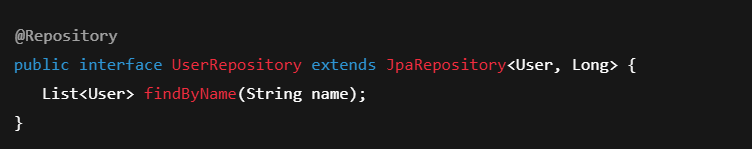 @Repository
public interface UserRepository extends JpaRepository<User, Long> {
List<User> findByName(String name);
}